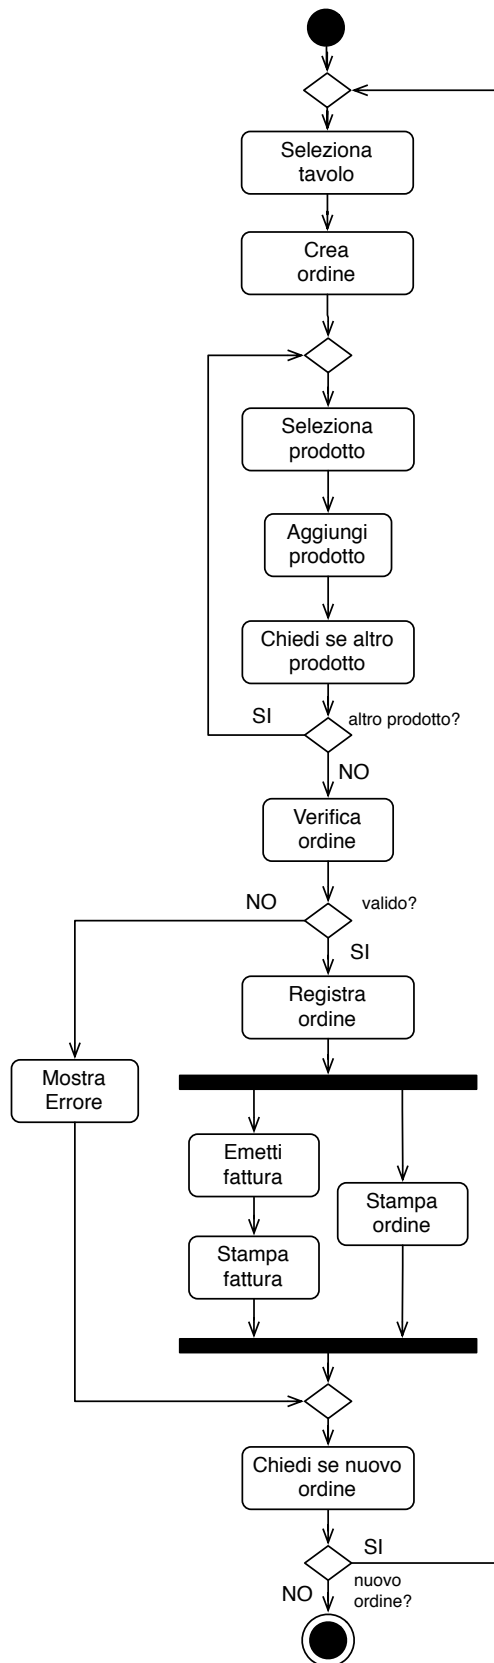 Seleziona
tavolo
Crea
ordine
Seleziona
prodotto
Aggiungi
prodotto
Chiedi se altro
prodotto
SI
altro prodotto?
NO
Verifica
ordine
NO
valido?
SI
Registra
ordine
Mostra
Errore
Emetti
fattura
Stampa
ordine
Stampa
fattura
Chiedi se nuovo
ordine
SI
NO
nuovo
ordine?